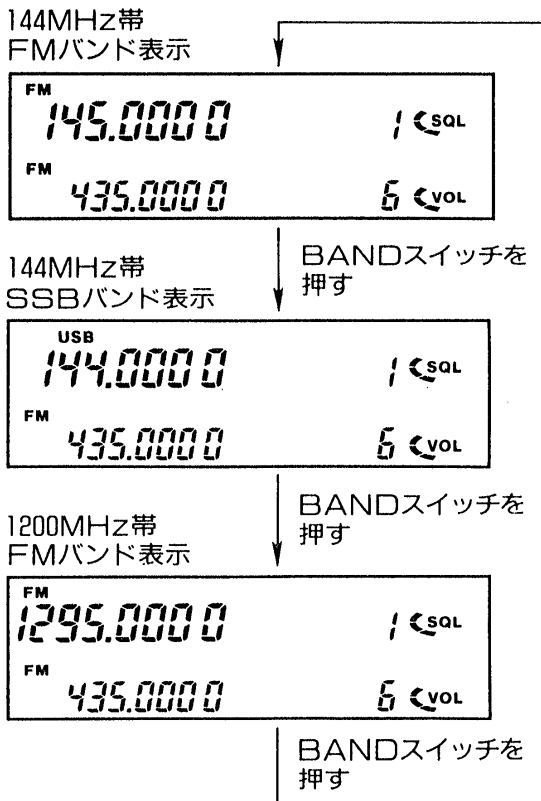 144MHz帯
FMバンド表示
FM
145.0000 1 SQL
FM
435.0000 6 VOL
BANDスイッチを
押す
144MHz帯
SSBバンド表示
USB
144.0000 1 SQL
FM
435.0000 6 VOL
BANDスイッチを
押す
1200MHz帯
FMバンド表示
FM
1295.0000 1 SQL
FM
435.0000 6 VOL
BANDスイッチを
押す